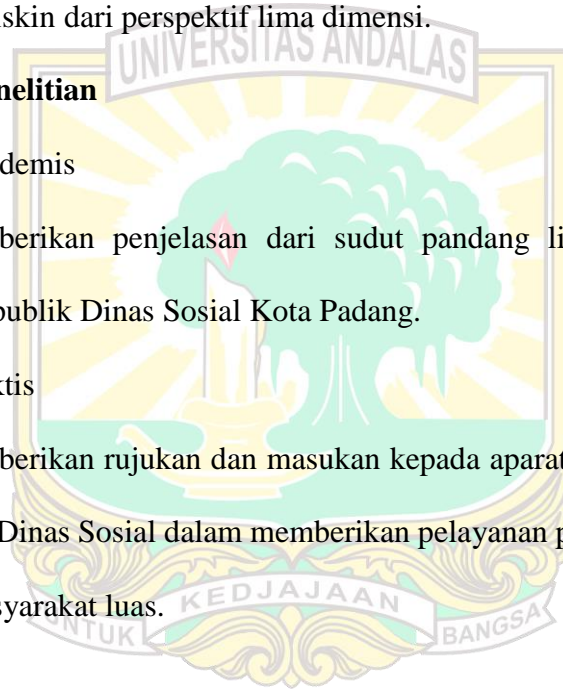 iskin dari perspektif lima dimensi.
UNIVERSITAS ANDALAS
nelitian
demis
berikan penjelasan dari sudut pandang li
publik Dinas Sosial Kota Padang.
ktis
berikan rujukan dan masukan kepada aparat
Dinas Sosial dalam memberikan pelayanan p
syarakat luas.
UNTUK KEDJAJAAN BANGSA